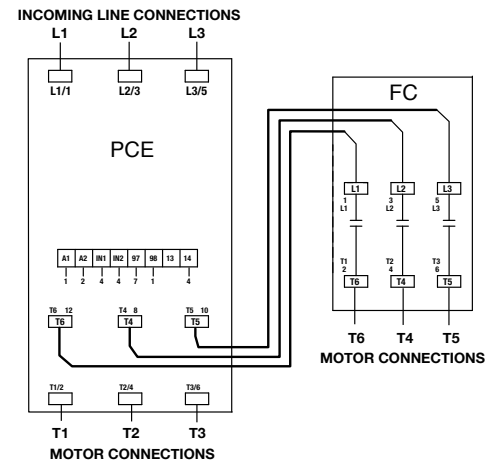 INCOMING LINE CONNECTIONS
L1 L2 L3
L1/1 L2/3 L3/5
PCE
A1 A2 IN1 IN2 97 98 13 14
1 2 4 4 7 1 4
T6 12 T4 8 T5 10
T6 T4 T5
T1/2 T2/4 T3/6
T1 T2 T3
MOTOR CONNECTIONS
FC
L1 L2 L3
1 3 5
L1 L2 L3
T1 T2 T3
2 4 6
T6 T4 T5
T6 T4 T5
MOTOR CONNECTIONS